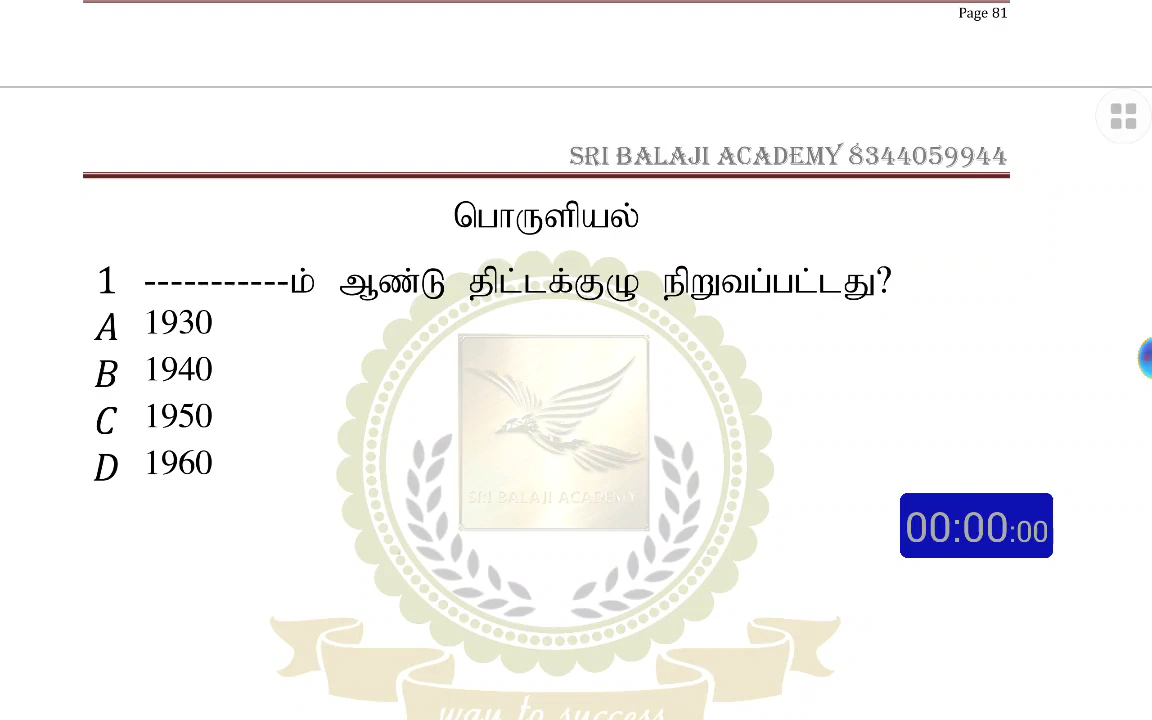 Page 81
SRI BALAJI ACADEMY 8344059944
பொருளியல்
1 -----------ம் ஆண்டு திட்டக்குழு நிறுவப்பட்டது?
A 1930
B 1940
C 1950
D 1960
SRI BALAJI ACADEMY
00:00:00
way to success